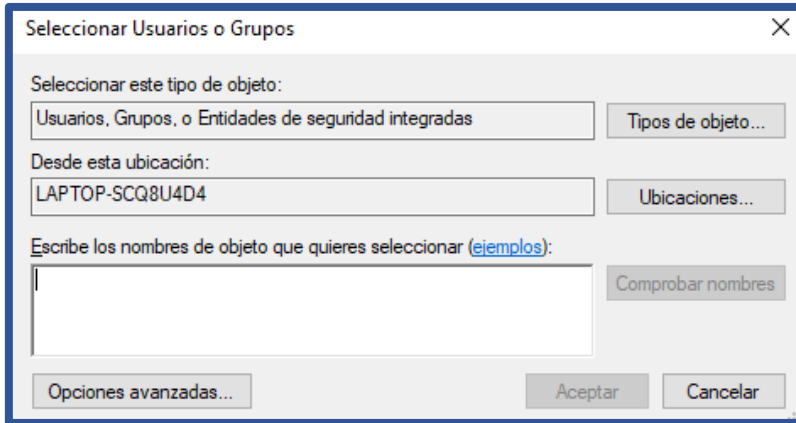 Seleccionar Usuarios o Grupos
Seleccionar este tipo de objeto:
Usuarios, Grupos, o Entidades de seguridad integradas
Tipos de objeto...
Desde esta ubicación:
LAPTOP-SCQ8U4D4
Ubicaciones...
Escribe los nombres de objeto que quieres seleccionar (ejemplos):
Comprobar nombres
Opciones avanzadas...
Aceptar
Cancelar